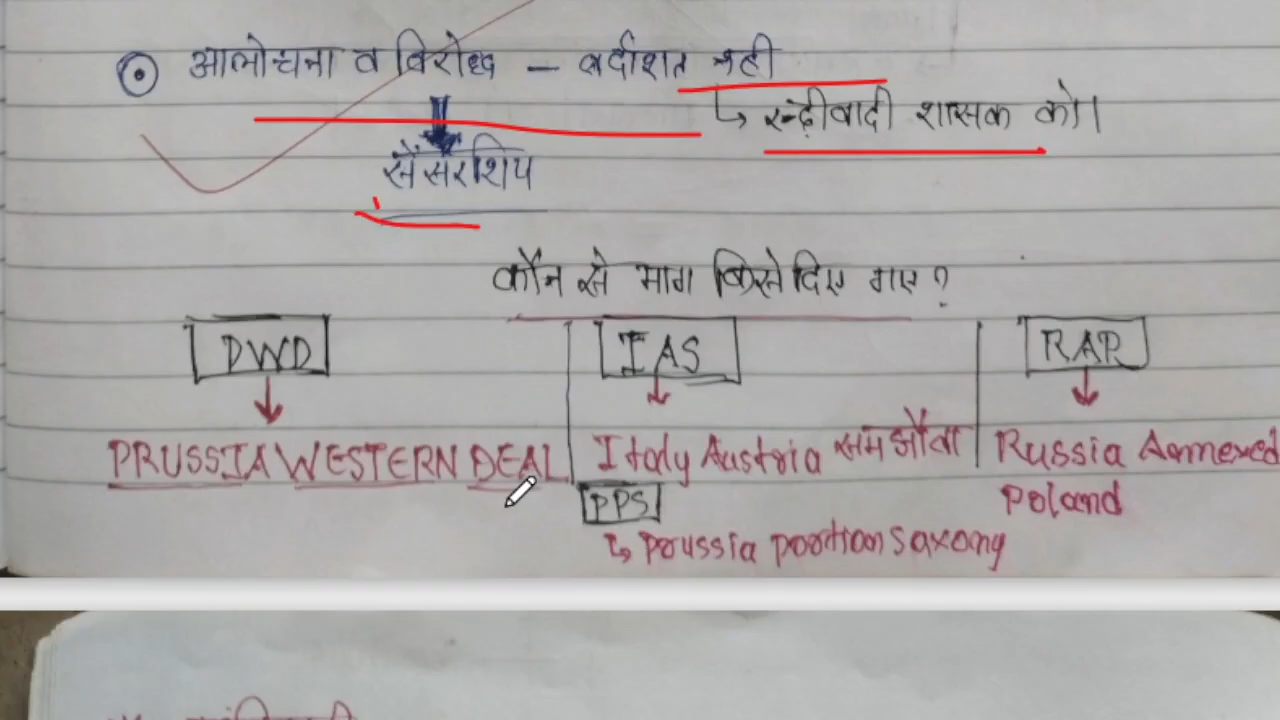 आलोचना व विरोध – बर्दाशत नही
↳ रूढ़ीवादी शासक को।
सेंसरशिप
कौन से भाग किसे दिए गए?
PWD
IAS
RAP
PRUSSIA WESTERN DEAL
Italy Austria समझौता
Russia Annexed
Poland
PPS
↳ Prussia portion Saxony